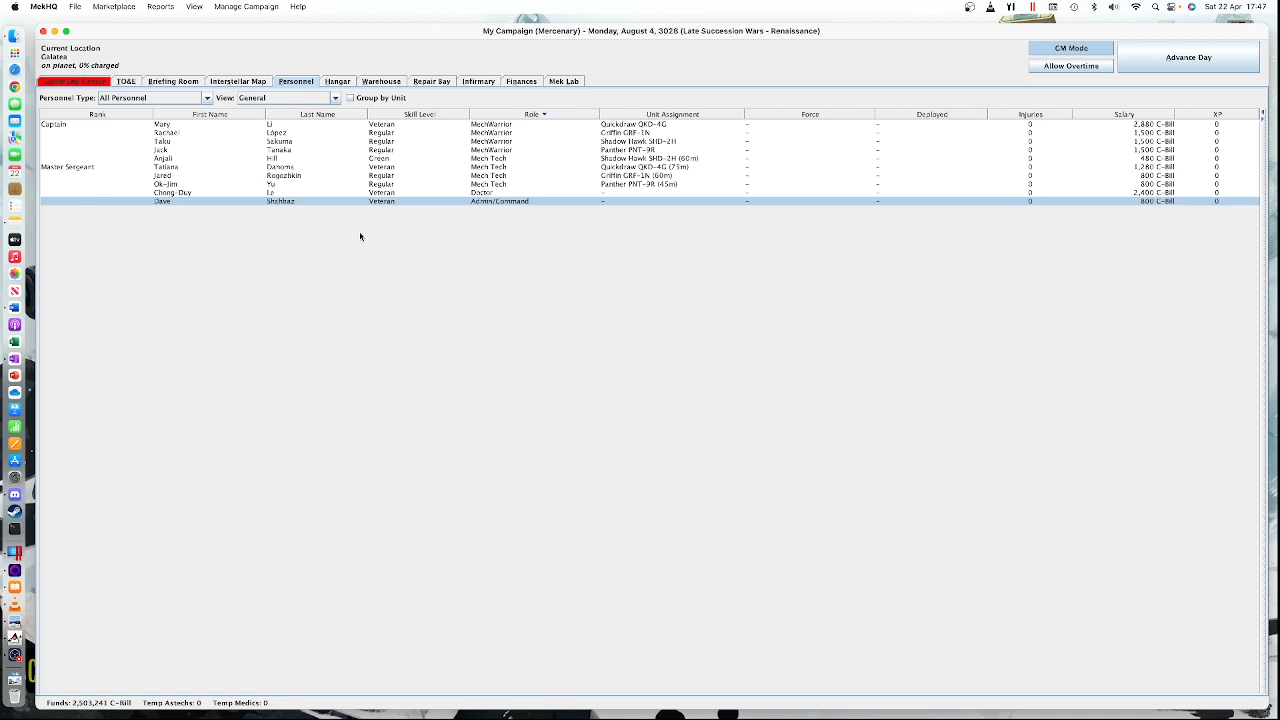 MekHQ File Marketplace Reports View Manage Campaign Help Sat 22 Apr 17:47
My Campaign (Mercenary) - Monday, August 4, 3028 (Late Succession Wars - Renaissance)
Current Location
Galatea
on planet, 0% charged
GM Mode
Allow Overtime
Advance Day
TO&E Briefing Room Interstellar Map Personnel Hangar Warehouse Repair Bay Infirmary Finances Mek Lab
Personnel Type: All Personnel View: General Group by Unit
Rank First Name Last Name Skill Level Role Unit Assignment Force Deployed Injuries Salary XP
Captain Mary Li Veteran MechWarrior Quickdraw QKD-4G – – 0 2,880 C-Bill 0
Rachael López Regular MechWarrior Griffin GRF-1N – – 0 1,500 C-Bill 0
Taku Sakuma Regular MechWarrior Shadow Hawk SHD-2H – – 0 1,500 C-Bill 0
Jack Tanaka Regular MechWarrior Panther PNT-9R – – 0 1,500 C-Bill 0
Anjali Hill Green Mech Tech Shadow Hawk SHD-2H (60m) – – 0 480 C-Bill 0
Master Sergeant Tatiana Dahoma Veteran Mech Tech Quickdraw QKD-4G (75m) – – 0 1,280 C-Bill 0
Jared Rogozhkin Regular Mech Tech Griffin GRF-1N (60m) – – 0 800 C-Bill 0
Ok-Jim Yu Regular Mech Tech Panther PNT-9R (45m) – – 0 800 C-Bill 0
Chong-Duy Le Veteran Doctor – – – 0 2,400 C-Bill 0
Dave Shahbaz Veteran Admin/Command – – – 0 800 C-Bill 0
Funds: 2,503,241 C-Bill Temp Astechs: 0 Temp Medics: 0